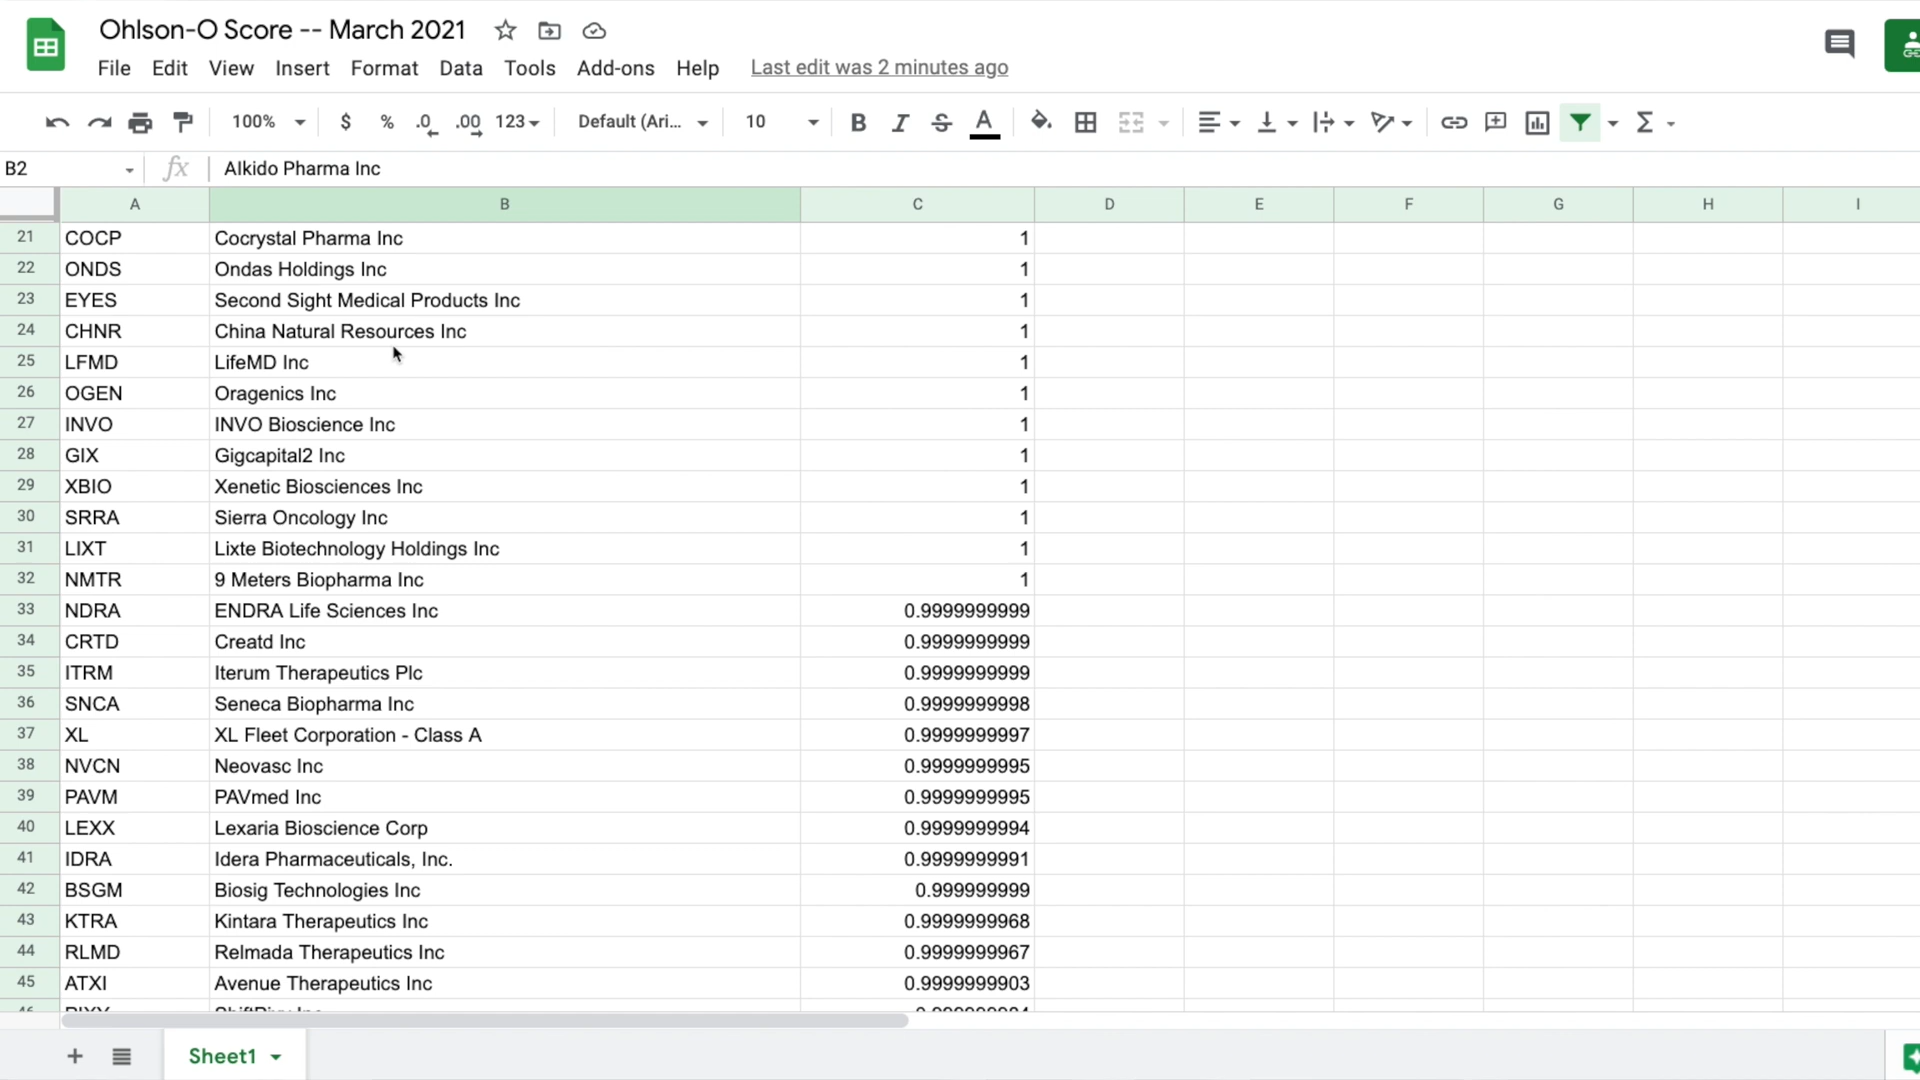 Ohlson-O Score -- March 2021
File Edit View Insert Format Data Tools Add-ons Help Last edit was 2 minutes ago
100% $ % .0 .00 123 Default (Ari... 10 B I S A Σ
B2 fx AIkido Pharma Inc
A B C D E F G H I
21 COCP Cocrystal Pharma Inc 1
22 ONDS Ondas Holdings Inc 1
23 EYES Second Sight Medical Products Inc 1
24 CHNR China Natural Resources Inc 1
25 LFMD LifeMD Inc 1
26 OGEN Oragenics Inc 1
27 INVO INVO Bioscience Inc 1
28 GIX Gigcapital2 Inc 1
29 XBIO Xenetic Biosciences Inc 1
30 SRRA Sierra Oncology Inc 1
31 LIXT Lixte Biotechnology Holdings Inc 1
32 NMTR 9 Meters Biopharma Inc 1
33 NDRA ENDRA Life Sciences Inc 0.9999999999
34 CRTD Creatd Inc 0.9999999999
35 ITRM Iterum Therapeutics Plc 0.9999999999
36 SNCA Seneca Biopharma Inc 0.9999999998
37 XL XL Fleet Corporation - Class A 0.9999999997
38 NVCN Neovasc Inc 0.9999999995
39 PAVM PAVmed Inc 0.9999999995
40 LEXX Lexaria Bioscience Corp 0.9999999994
41 IDRA Idera Pharmaceuticals, Inc. 0.9999999991
42 BSGM Biosig Technologies Inc 0.999999999
43 KTRA Kintara Therapeutics Inc 0.9999999968
44 RLMD Relmada Therapeutics Inc 0.9999999967
45 ATXI Avenue Therapeutics Inc 0.9999999903
Sheet1